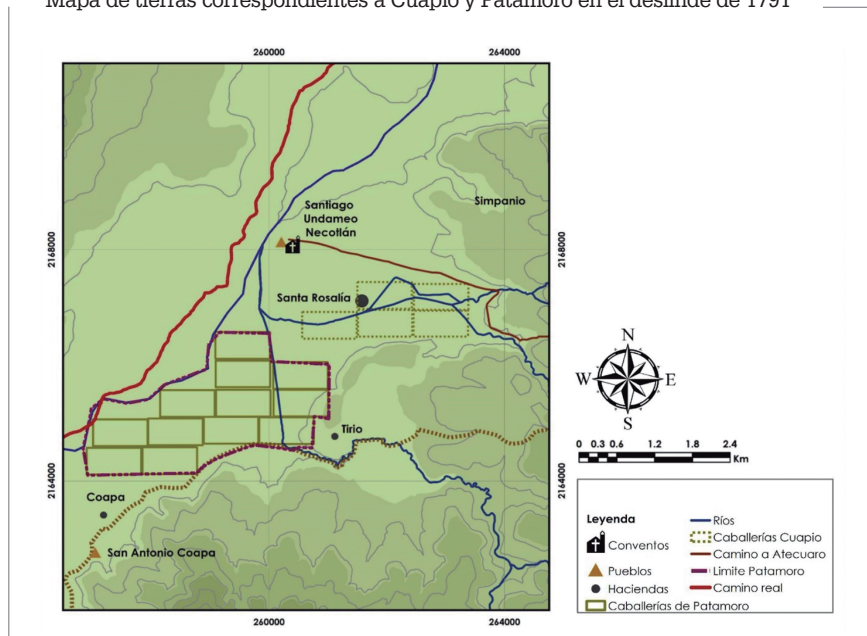 Mapa de tierras correspondientes a Cuapio y Patamoro en el deslinde de 1791
260000
264000
Simpanio
Santiago
Undameo
Necotlán
2168000
2168000
Santa Rosalía
N
W
E
S
Tirio
0 0.3 0.6 1.2 1.8 2.4
Km
2164000
2164000
Coapa
San Antonio Coapa
Leyenda
Conventos
Pueblos
Haciendas
Caballerías de Patamoro
Ríos
Caballerías Cuapio
Camino a Atecuaro
Limite Patamoro
Camino real
260000
264000